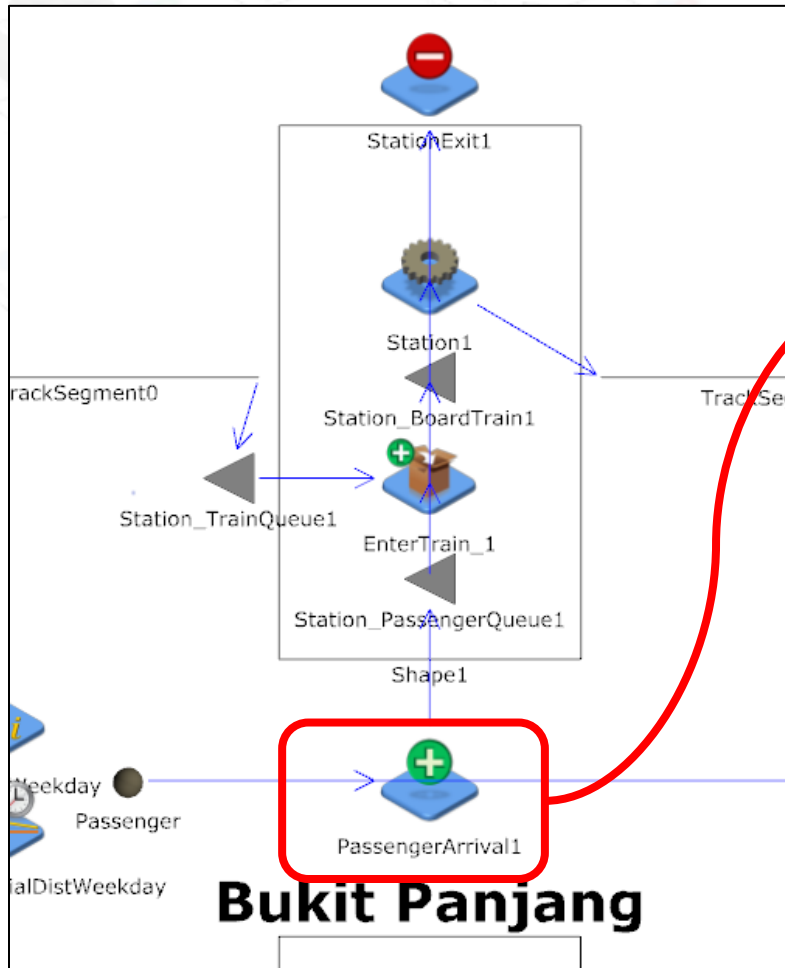 StationExit1
Station1
rackSegment0
TrackSe
Station_BoardTrain1
Station_TrainQueue1
EnterTrain_1
Station_PassengerQueue1
Shape1
Weekday
Passenger
PassengerArrival1
ialDistWeekday
Bukit Panjang